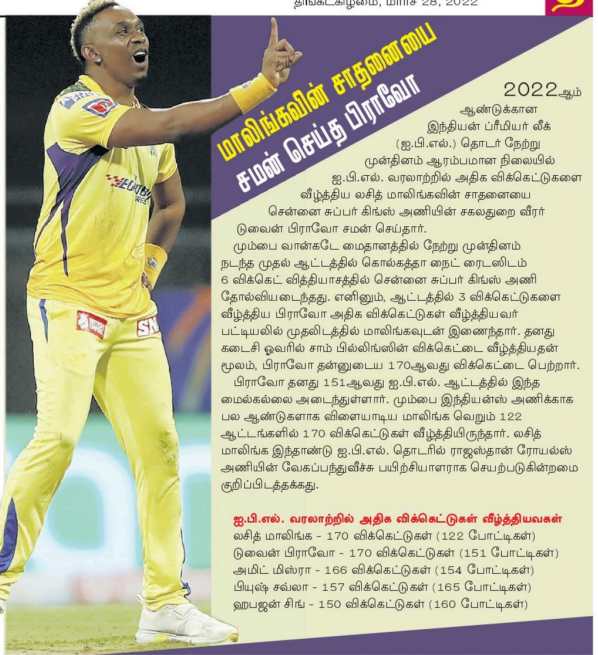 திங்கட்கிழமை, மார்ச் 28, 2022
மாலிங்கவின் சாதனையை
சமன் செய்த பிராவோ
2022ஆம்
ஆண்டுக்கான
இந்தியன் ப்ரீமியர் லீக்
(ஐ.பி.எல்.) தொடர் நேற்று
முன்தினம் ஆரம்பமான நிலையில்
ஐ.பி.எல். வரலாற்றில் அதிக விக்கெட்டுகளை
வீழ்த்திய லசித் மாலிங்கவின் சாதனையை
சென்னை சுப்பர் கிங்ஸ் அணியின் சகலதுறை வீரர்
டுவைன் பிராவோ சமன் செய்தார்.
மும்பை வான்கடே மைதானத்தில் நேற்று முன்தினம்
நடந்த முதல் ஆட்டத்தில் கொல்கத்தா நைட் ரைடஸிடம்
6 விக்கெட் வித்தியாசத்தில் சென்னை சுப்பர் கிங்ஸ் அணி
தோல்வியடைந்தது. எனினும், ஆட்டத்தில் 3 விக்கெட்டுகளை
வீழ்த்திய பிராவோ அதிக விக்கெட்டுகள் வீழ்த்தியவர்
பட்டியலில் முதலிடத்தில் மாலிங்கவுடன் இணைந்தார். தனது
கடைசி ஓவரில் சாம் பில்லிங்ஸின் விக்கெட்டை வீழ்த்தியதன்
மூலம், பிராவோ தன்னுடைய 170ஆவது விக்கெட்டை பெற்றார்.
பிராவோ தனது 151ஆவது ஐ.பி.எல். ஆட்டத்தில் இந்த
மைல்கல்லை அடைந்துள்ளார். மும்பை இந்தியன்ஸ் அணிக்காக
பல ஆண்டுகளாக விளையாடிய மாலிங்க வெறும் 122
ஆட்டங்களில் 170 விக்கெட்டுகள் வீழ்த்தியிருந்தார். லசித்
மாலிங்க இந்தாண்டு ஐ.பி.எல். தொடரில் ராஜஸ்தான் ரோயல்ஸ்
அணியின் வேகப்பந்துவீச்சு பயிற்சியாளராக செயற்படுகின்றமை
குறிப்பிடத்தக்கது.
ஐ.பி.எல். வரலாற்றில் அதிக விக்கெட்டுகள் வீழ்த்தியவகள்
லசித் மாலிங்க - 170 விக்கெட்டுகள் (122 போட்டிகள்)
டுவைன் பிராவோ - 170 விக்கெட்டுகள் (151 போட்டிகள்)
அமிட் மிஸ்ரா - 166 விக்கெட்டுகள் (154 போட்டிகள்)
பியுஷ் சவ்லா - 157 விக்கெட்டுகள் (165 போட்டிகள்)
ஹபஜன் சிங் - 150 விக்கெட்டுகள் (160 போட்டிகள்)